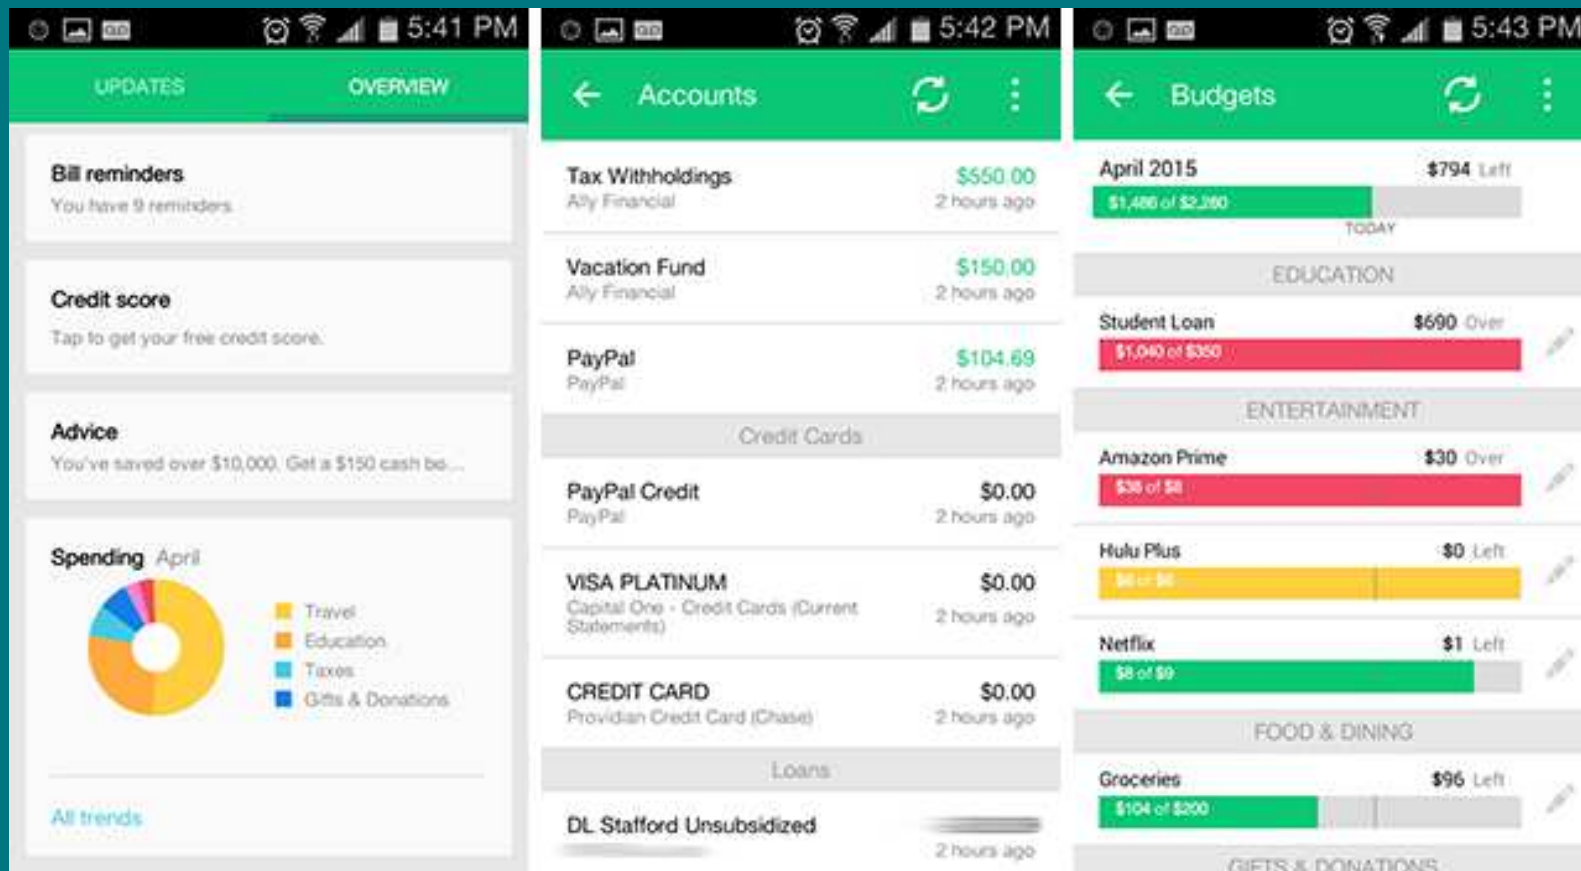 5:41 PM
UPDATES OVERVIEW
Bill reminders
You have 9 reminders
Credit score
Tap to get your free credit score.
Advice
You've saved over $10,000. Get a $150 cash bo...
Spending April
Travel
Education
Taxes
Gifts & Donations
All trends
5:42 PM
Accounts
Tax Withholdings $550.00
Ally Financial 2 hours ago
Vacation Fund $150.00
Ally Financial 2 hours ago
PayPal $104.69
PayPal 2 hours ago
Credit Cards
PayPal Credit $0.00
PayPal 2 hours ago
VISA PLATINUM $0.00
Capital One - Credit Cards (Current
Statements) 2 hours ago
CREDIT CARD $0.00
Providian Credit Card (Chase) 2 hours ago
Loans
DL Stafford Unsubsidized
2 hours ago
5:43 PM
Budgets
April 2015 $794 Left
$1,486 of $2,280
TODAY
EDUCATION
Student Loan $690 Over
$1,040 of $350
ENTERTAINMENT
Amazon Prime $30 Over
$38 of $8
Hulu Plus $0 Left
Netflix $1 Left
$8 of $9
FOOD & DINING
Groceries $96 Left
$104 of $200
GIFTS & DONATIONS